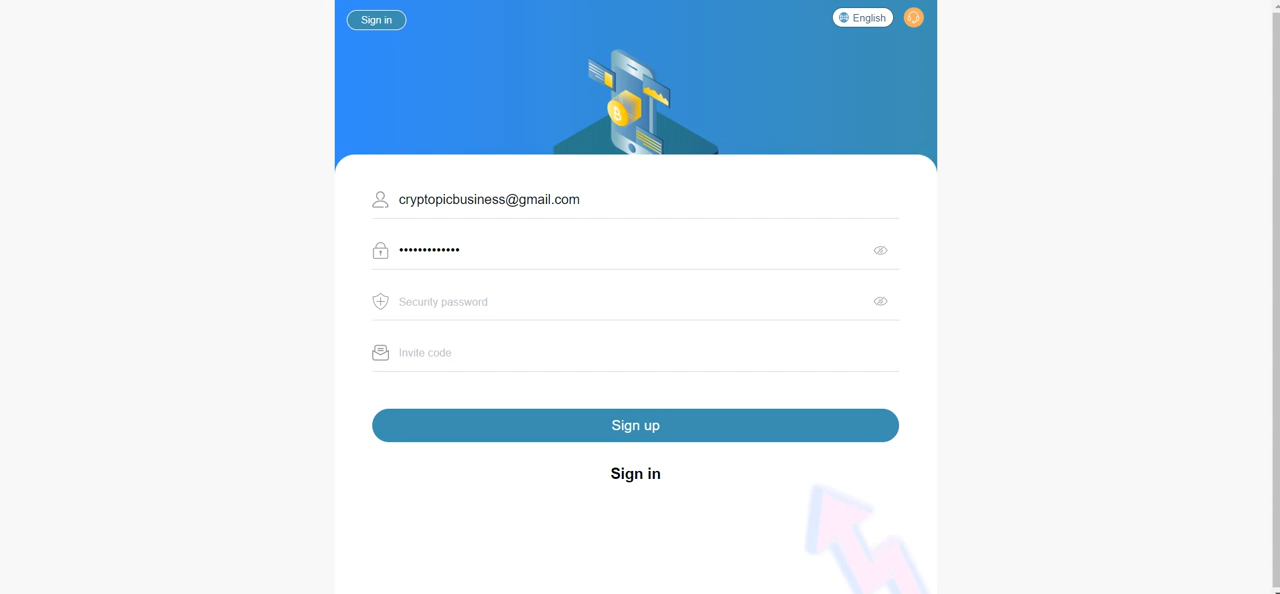 Sign in
English
cryptopicbusiness@gmail.com
•••••••••••••
Security password
Invite code
Sign up
Sign in